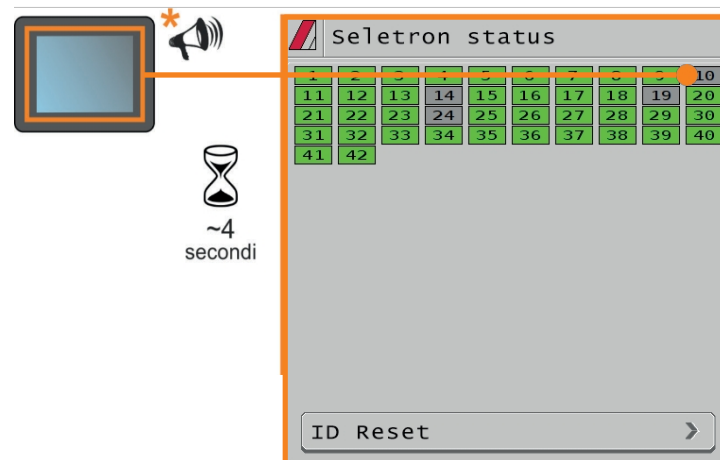 *
Seletron status
1 2 3 4 5 6 7 8 9 10
11 12 13 14 15 16 17 18 19 20
21 22 23 24 25 26 27 28 29 30
31 32 33 34 35 36 37 38 39 40
41 42
~4
secondi
ID Reset